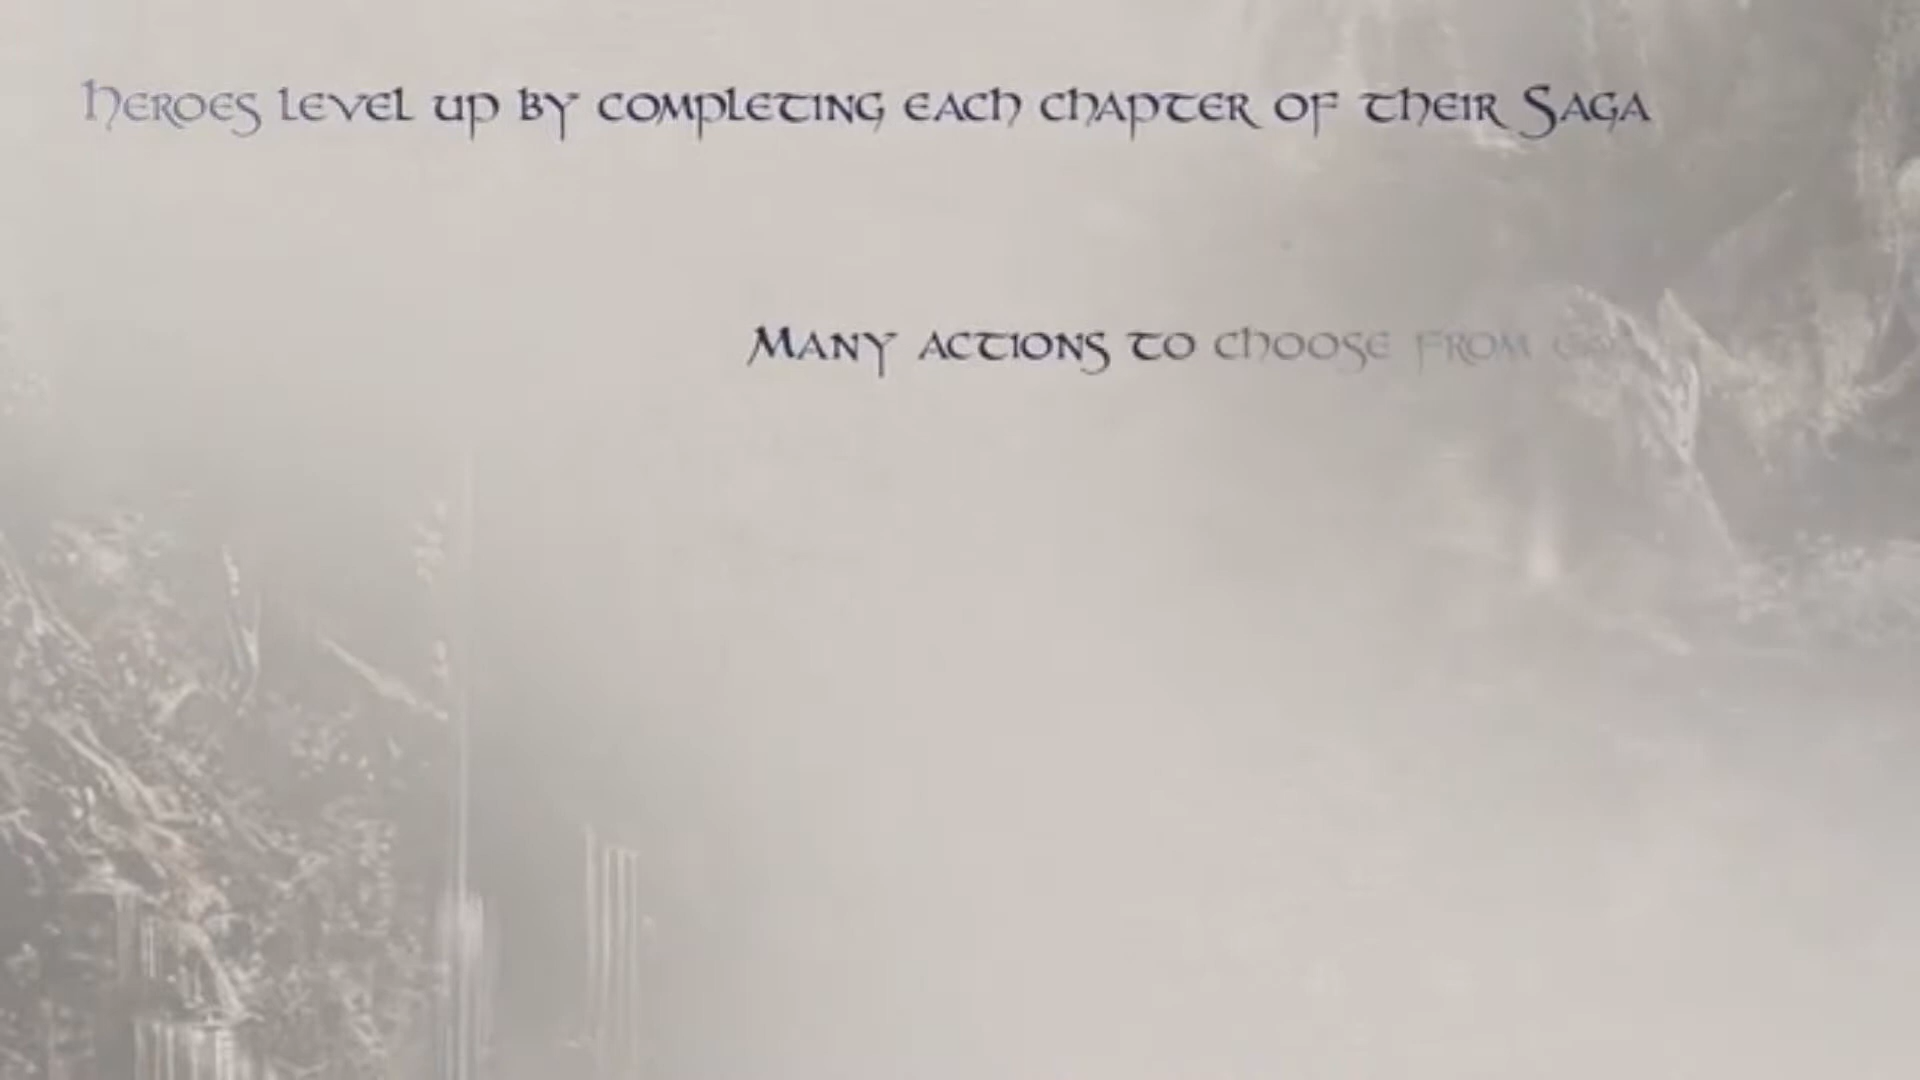 Heroes level up by completing each chapter of their Saga
Many actions to choose from